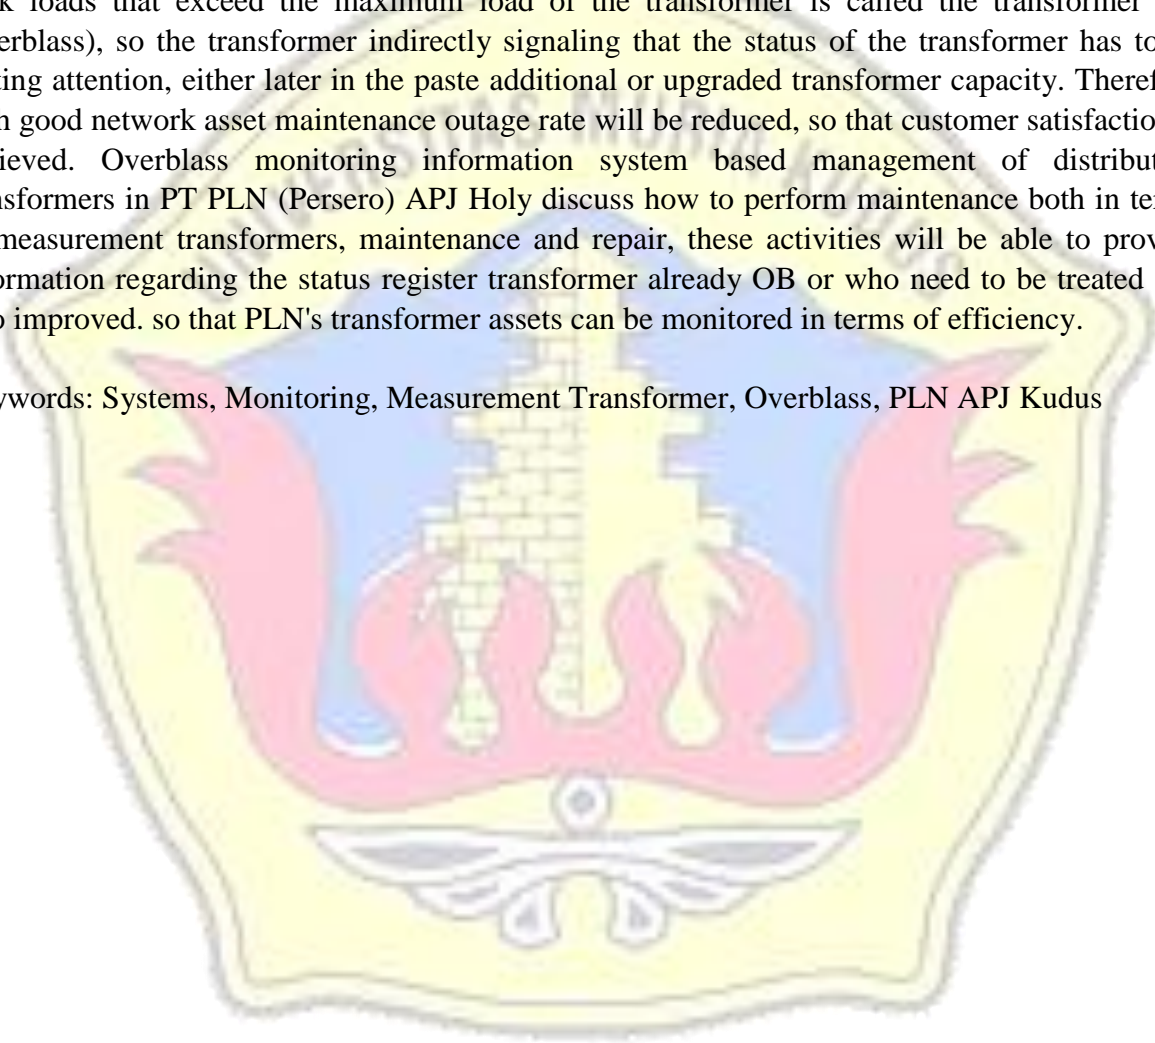 k loads that exceed the maximum load of the transformer is called the transformer
erblass), so the transformer indirectly signaling that the status of the transformer has to
ting attention, either later in the paste additional or upgraded transformer capacity. Theref
h good network asset maintenance outage rate will be reduced, so that customer satisfaction
ieved. Overblass monitoring information system based management of distribut
nsformers in PT PLN (Persero) APJ Holy discuss how to perform maintenance both in te
measurement transformers, maintenance and repair, these activities will be able to prov
ormation regarding the status register transformer already OB or who need to be treated
o improved. so that PLN's transformer assets can be monitored in terms of efficiency.
ywords: Systems, Monitoring, Measurement Transformer, Overblass, PLN APJ Kudus